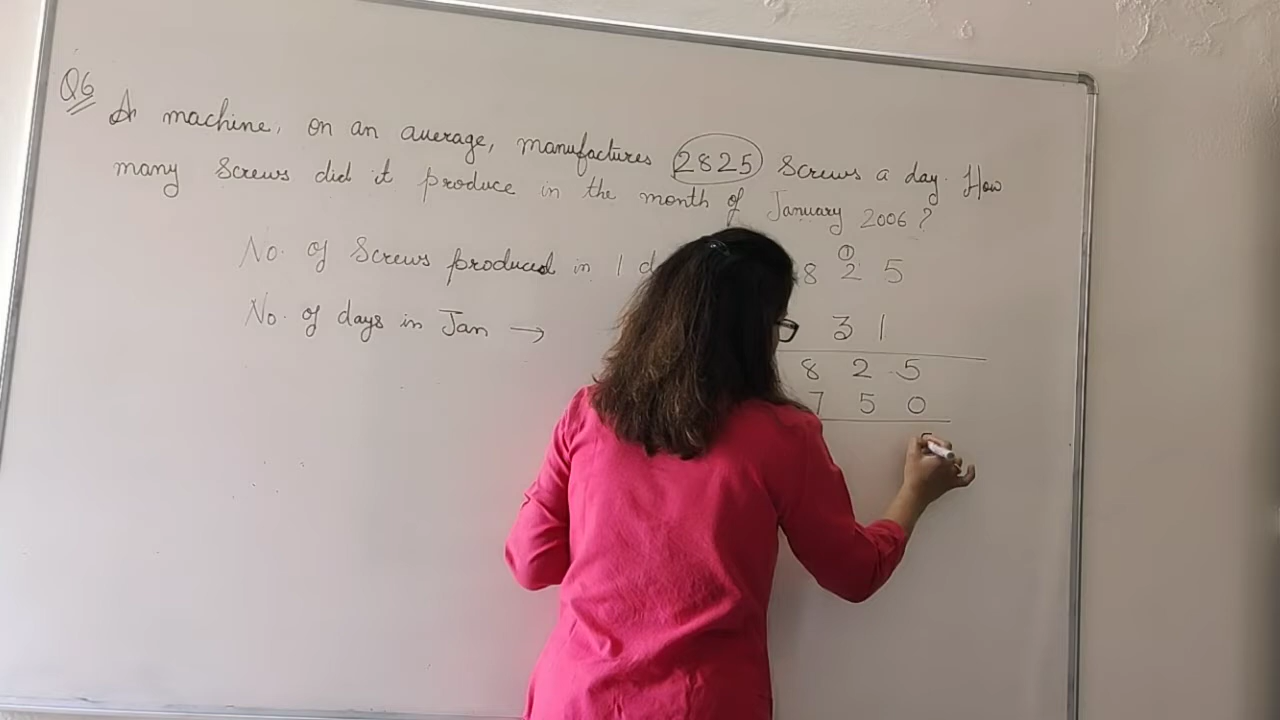 Q6
A machine, on an average, manufactures 2825 screws a day. How
many screws did it produce in the month of January 2006?
No. of screws produced in 1 d
1
8 2 5
No. of days in Jan →
3 1
8 2 5
7 5 0
5